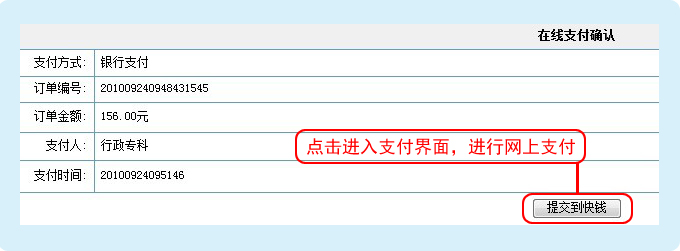 在线支付确认
支付方式: 银行支付
订单编号: 201009240948431545
订单金额: 156.00元
支付人: 行政专科
点击进入支付界面，进行网上支付
支付时间: 20100924095146
提交到快钱